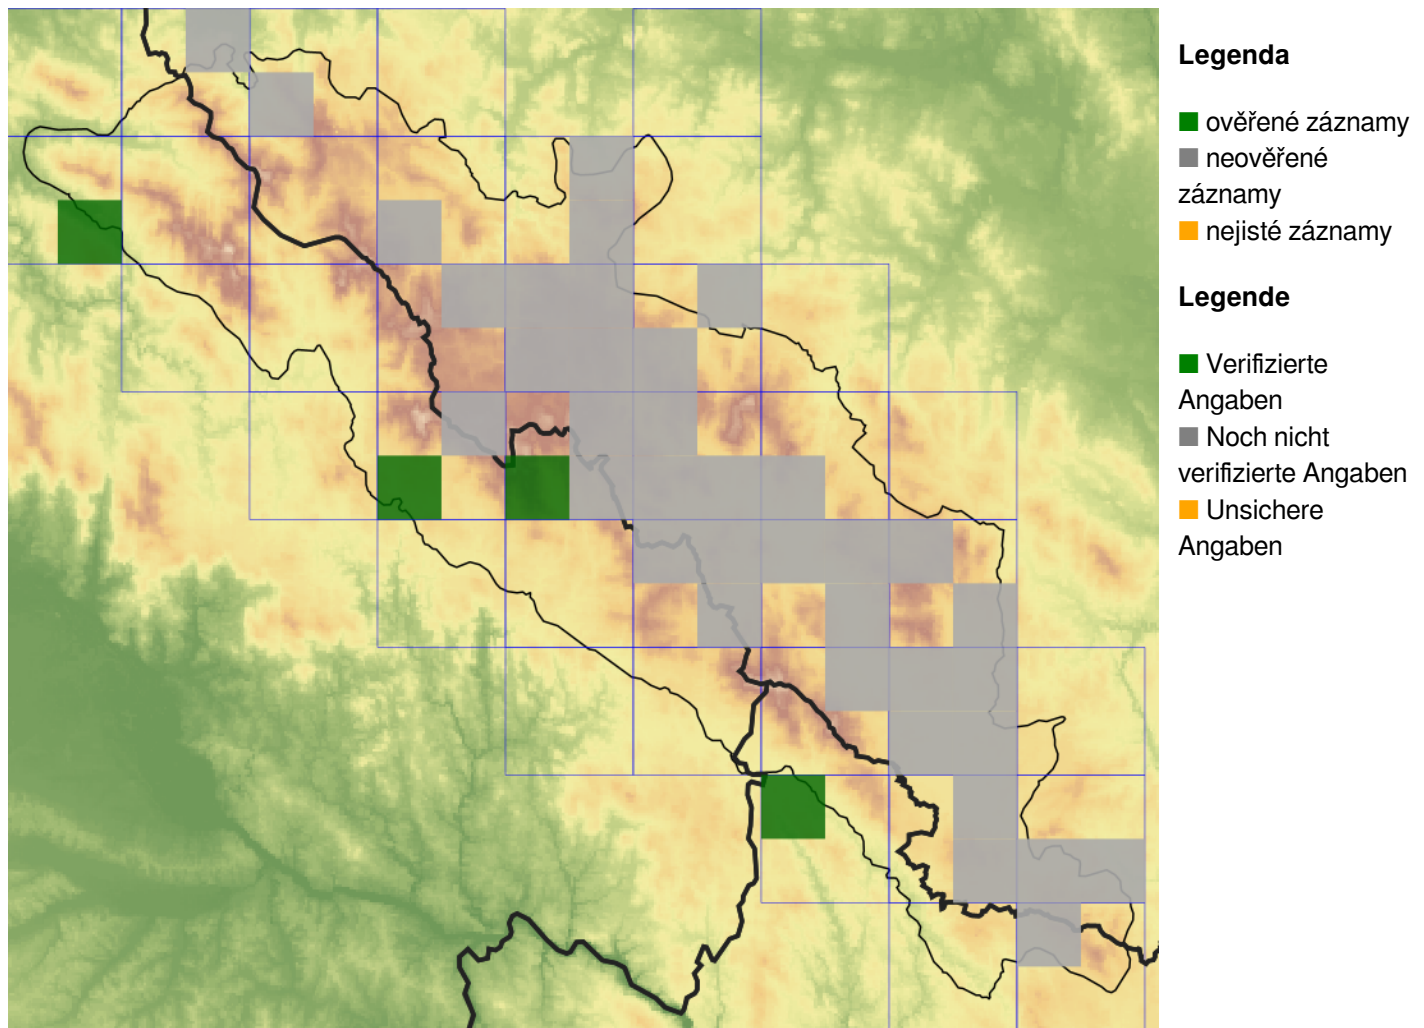 Legenda
ověřené záznamy
neověřené
záznamy
nejisté záznamy
Legende
Verifizierte
Angaben
Noch nicht
verifizierte Angaben
Unsichere
Angaben